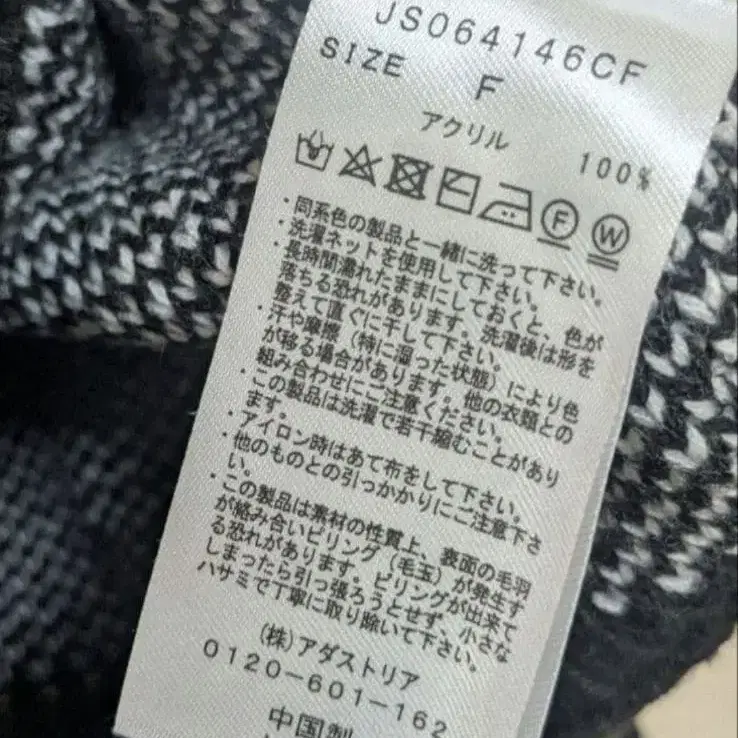 JS064146CF
SIZE F
アクリル 100%
F W
・同系色の製品と一緒に洗って下さい。
・洗濯ネットを使用して下さい。
・長時間濡れたままにしておくと、色が
落ちる恐れがあります。洗濯後は形を
整えて直ぐに干して下さい。
・汗や摩擦（特に湿った状態）により色
が移る場合があります。他の衣類との
組み合わせにご注意ください。
・この製品は洗濯で若干縮むことがあり
ます。
・アイロン時はあて布をして下さい。
・他のものとの引っかかりにご注意下さ
い。
・この製品は素材の性質上、表面の毛羽
が絡み合いピリング（毛玉）が発生す
る恐れがあります。ピリングが出来て
しまったら引っ張ろうとせず、小さな
ハサミで丁寧に取り除いて下さい。
（株）アダストリア
0120-601-162
中国製